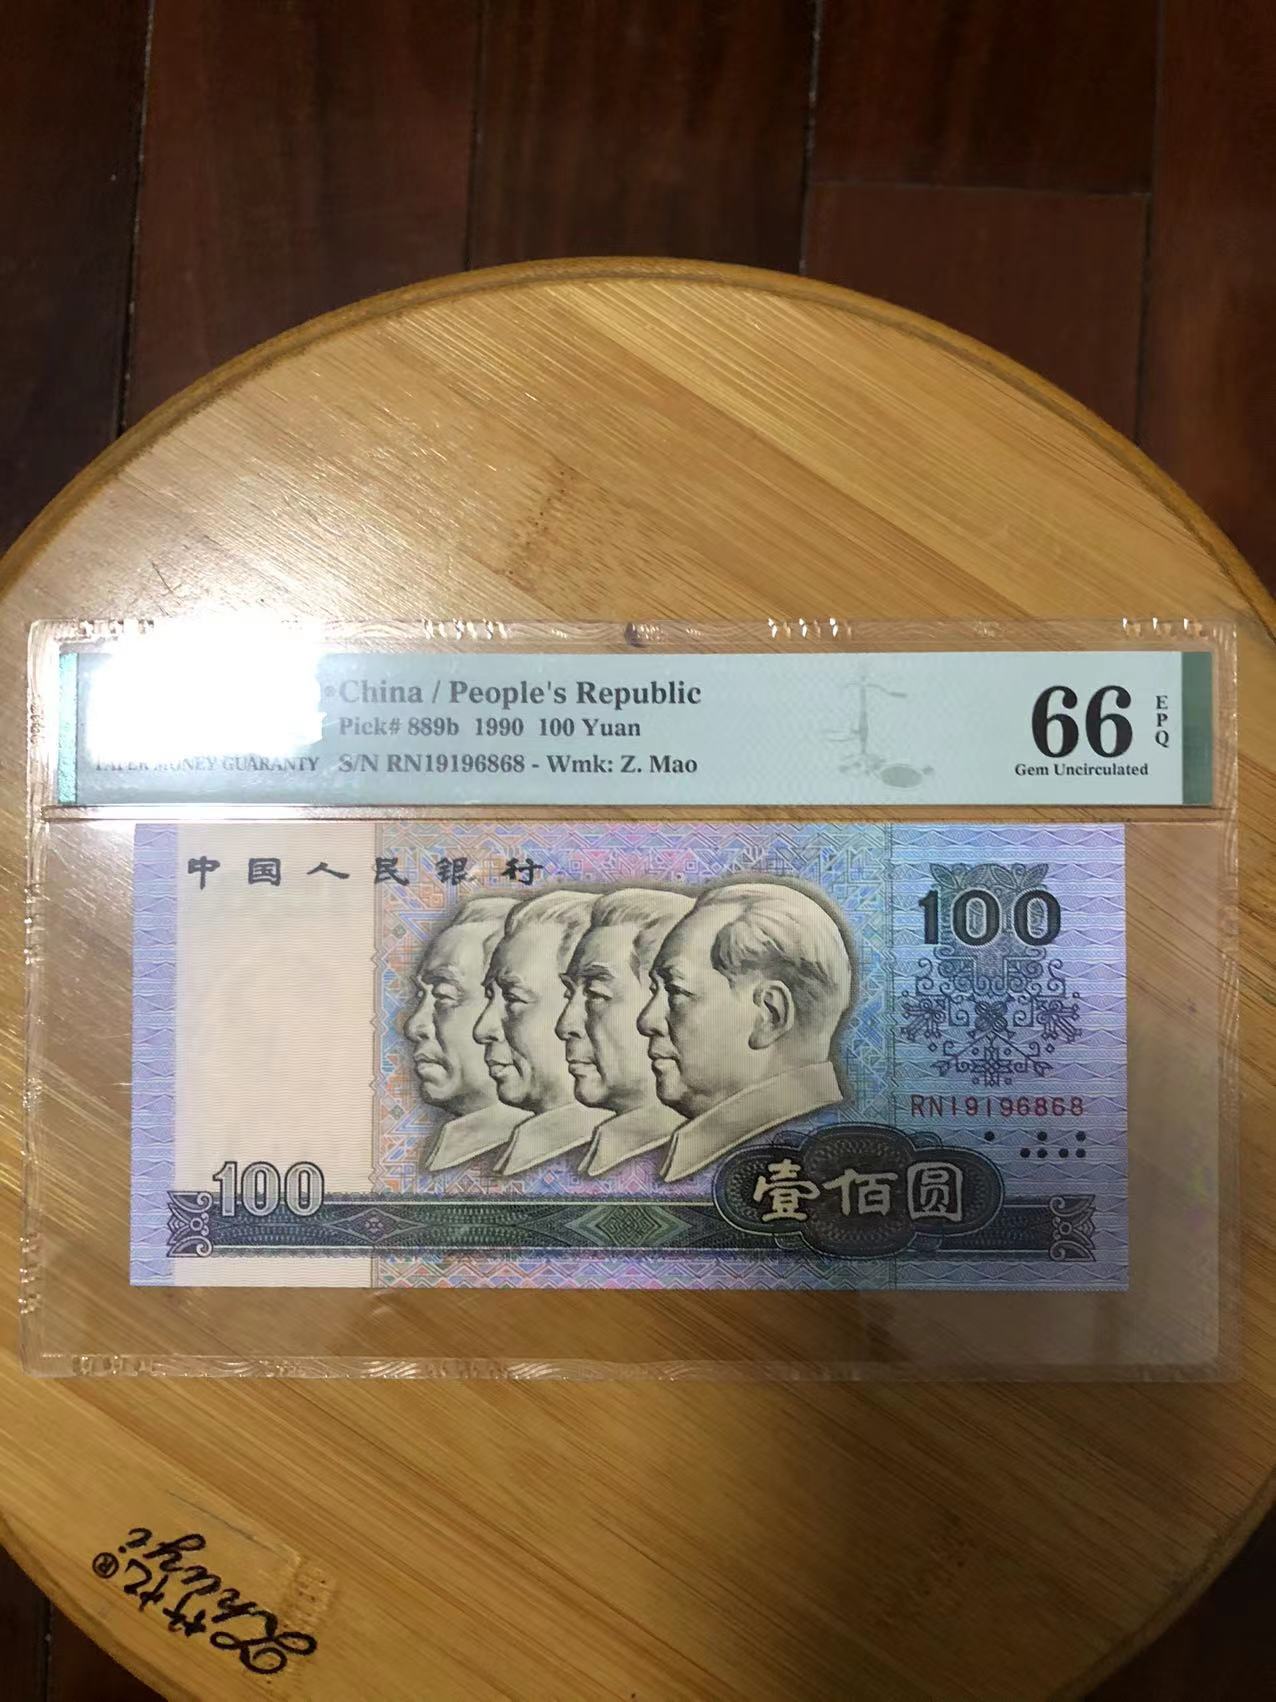 China / People's Republic
Pick# 889b 1990 100 Yuan
PAPER MONEY GUARANTY S/N RN19196868 - Wmk: Z. Mao
66 EPQ
Gem Uncirculated
中国人民银行
100
RN19196868
100
壹佰圆
®